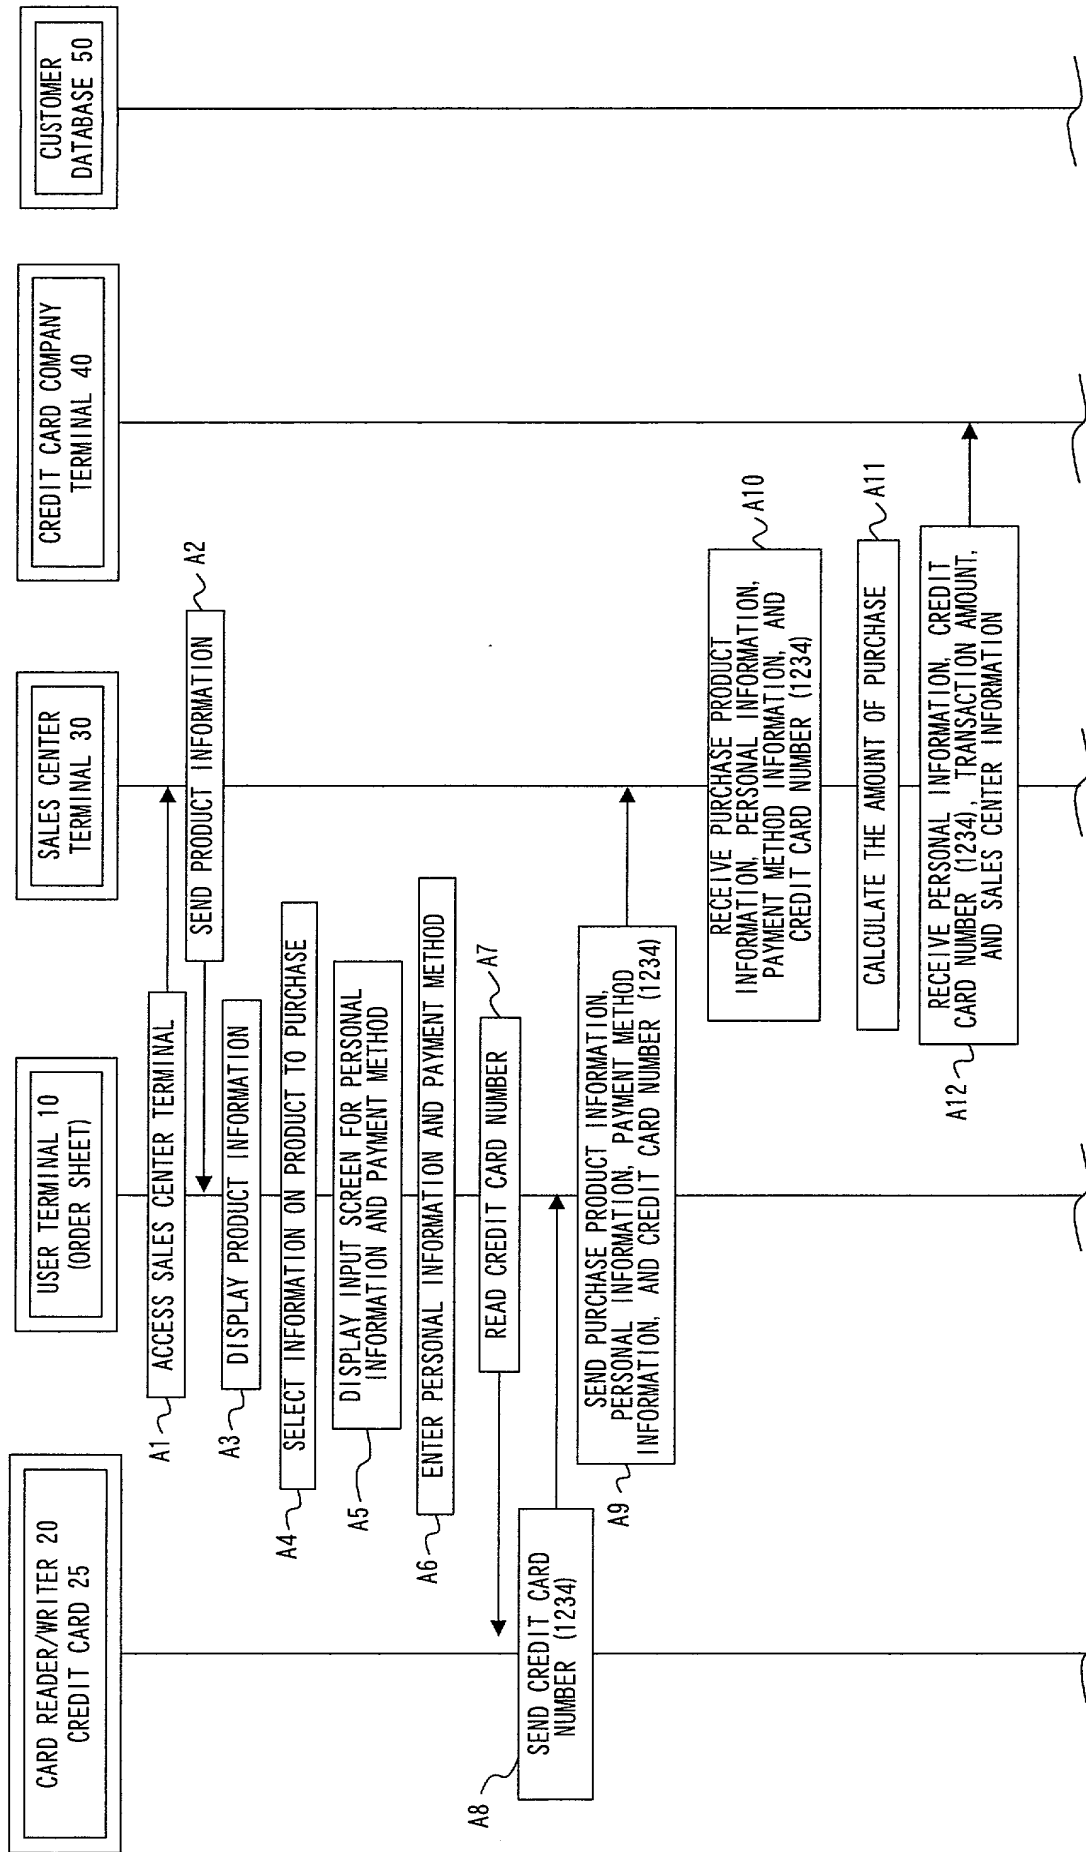 CARD READER/WRITER 20
CREDIT CARD 25
USER TERMINAL 10
(ORDER SHEET)
SALES CENTER
TERMINAL 30
CREDIT CARD COMPANY
TERMINAL 40
CUSTOMER
DATABASE 50
A1
ACCESS SALES CENTER TERMINAL
A2
SEND PRODUCT INFORMATION
A3
DISPLAY PRODUCT INFORMATION
A4
SELECT INFORMATION ON PRODUCT TO PURCHASE
A5
DISPLAY INPUT SCREEN FOR PERSONAL
INFORMATION AND PAYMENT METHOD
A6
ENTER PERSONAL INFORMATION AND PAYMENT METHOD
A7
READ CREDIT CARD NUMBER
A8
SEND CREDIT CARD
NUMBER (1234)
A9
SEND PURCHASE PRODUCT INFORMATION,
PERSONAL INFORMATION, PAYMENT METHOD
INFORMATION, AND CREDIT CARD NUMBER (1234)
A10
RECEIVE PURCHASE PRODUCT
INFORMATION, PERSONAL INFORMATION,
PAYMENT METHOD INFORMATION, AND
CREDIT CARD NUMBER (1234)
A11
CALCULATE THE AMOUNT OF PURCHASE
A12
RECEIVE PERSONAL INFORMATION, CREDIT
CARD NUMBER (1234), TRANSACTION AMOUNT,
AND SALES CENTER INFORMATION